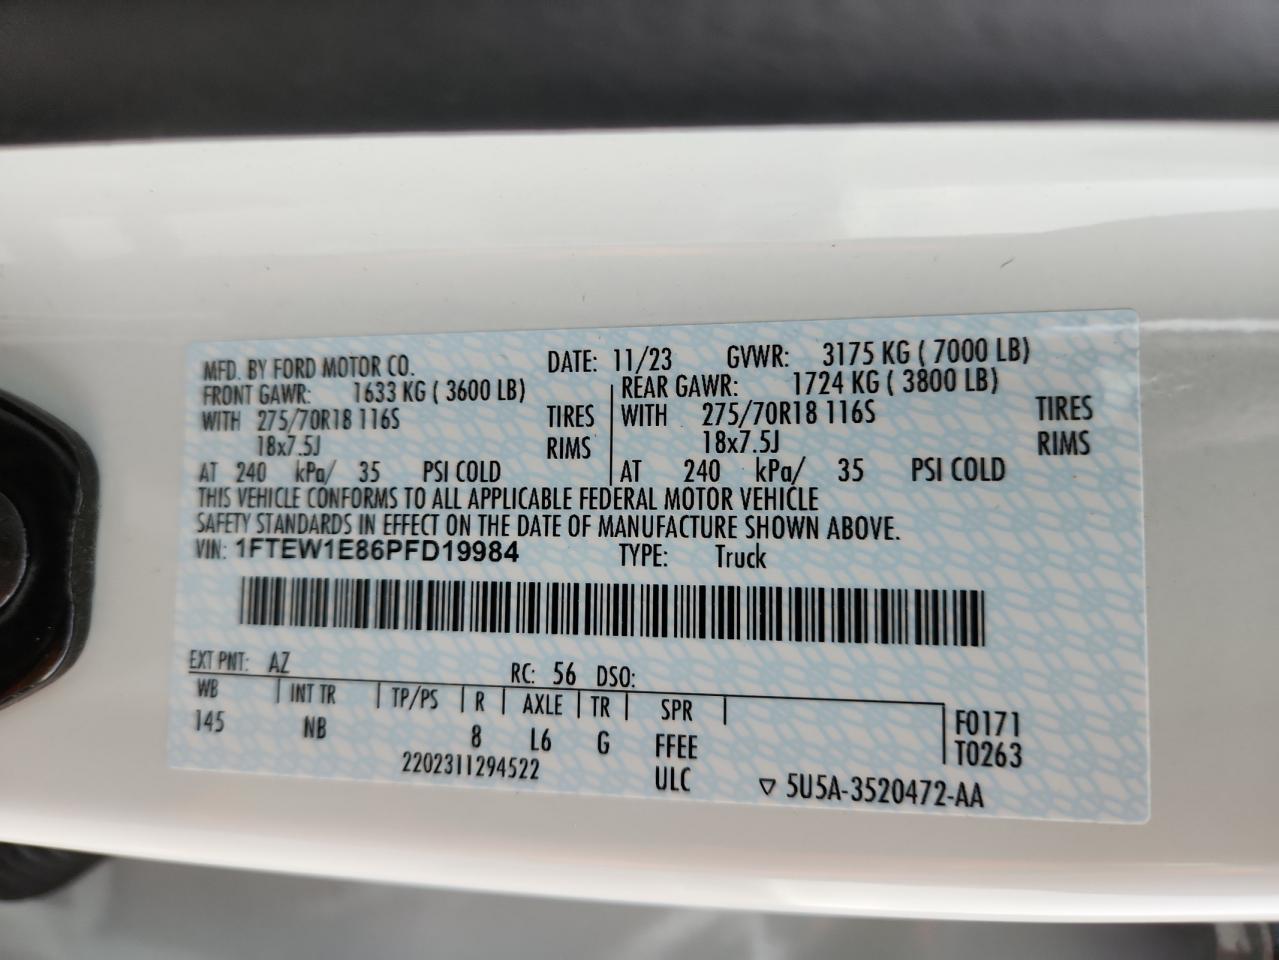 MFD. BY FORD MOTOR CO. DATE: 11/23 GVWR: 3175 KG ( 7000 LB)
FRONT GAWR: 1633 KG ( 3600 LB) REAR GAWR: 1724 KG ( 3800 LB)
WITH 275/70R18 116S TIRES WITH 275/70R18 116S TIRES
18x7.5J RIMS 18x7.5J RIMS
AT 240 kPa/ 35 PSI COLD AT 240 kPa/ 35 PSI COLD
THIS VEHICLE CONFORMS TO ALL APPLICABLE FEDERAL MOTOR VEHICLE
SAFETY STANDARDS IN EFFECT ON THE DATE OF MANUFACTURE SHOWN ABOVE.
VIN: 1FTEW1E86PFD19984 TYPE: Truck
EXT PNT: AZ RC: 56 DSO:
WB INT TR TP/PS R AXLE TR SPR
145 NB 8 L6 G FFEE F0171
T0263
2202311294522 ULC ▽ 5U5A-3520472-AA